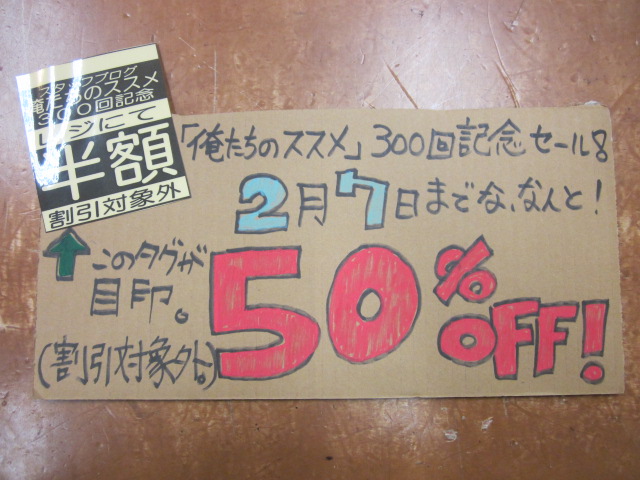 スタッフブログ
俺たちのススメ
300回記念
レジにて
半額
割引対象外
「俺たちのススメ」300回記念セール!
2月7日までな、なんと!
このタグが
目印。
50%OFF!
(割引対象外。)